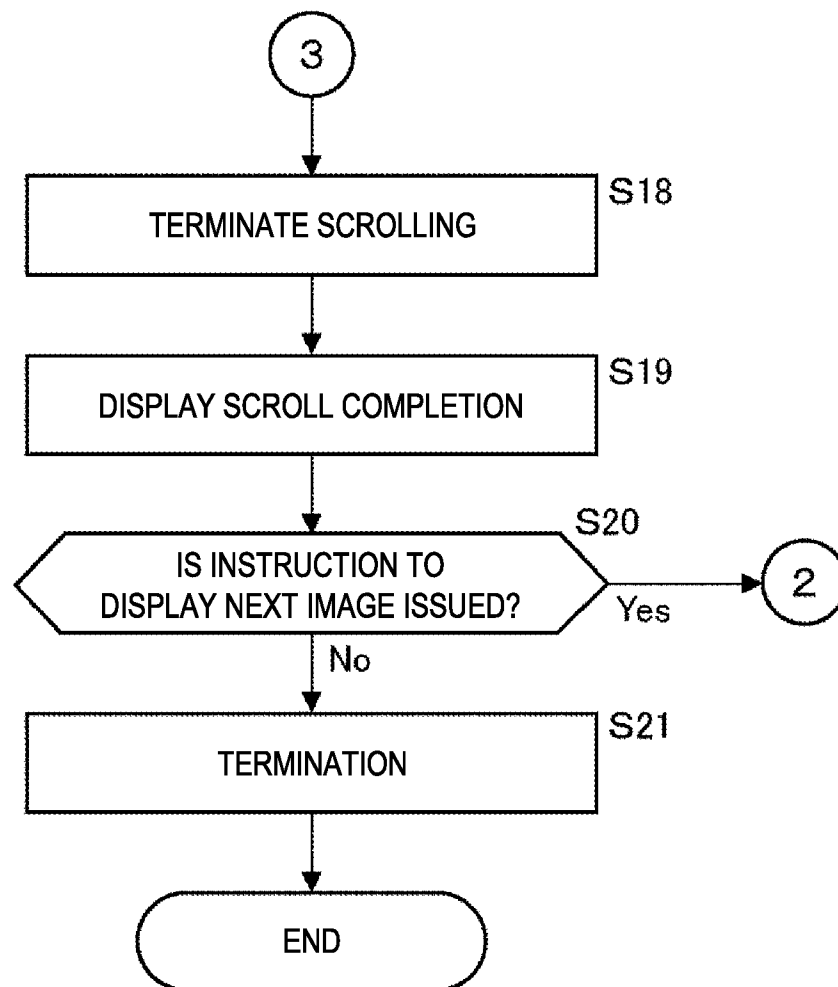 3
S18
TERMINATE SCROLLING
S19
DISPLAY SCROLL COMPLETION
S20
IS INSTRUCTION TO
DISPLAY NEXT IMAGE ISSUED?
2
Yes
No
S21
TERMINATION
END